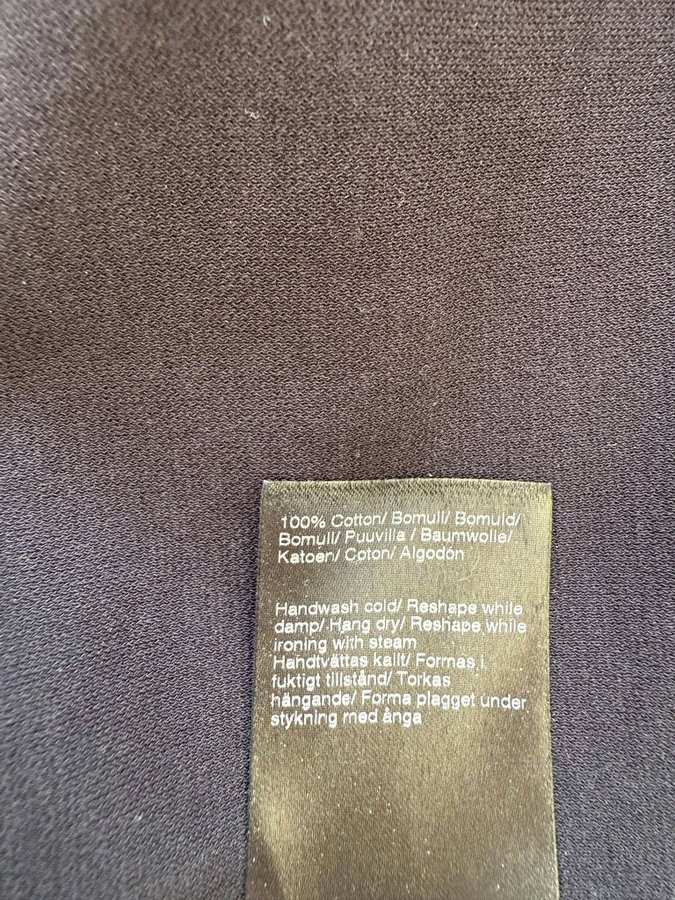 100% Cotton/ Bomull/ Bomuld/
Bomull/ Puuvilla / Baumwolle/
Katoen/ Coton/ Algodón
Handwash cold/ Reshape while
damp/ Hang dry/ Reshape while
ironing with steam
Handtvättas kallt/ Formas i
fuktigt tillstånd/ Torkas
hängande/ Forma plagget under
stykning med ånga